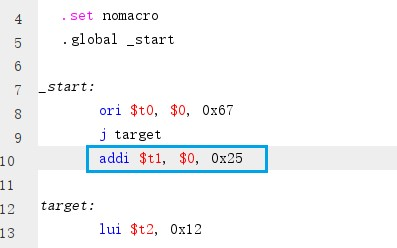 4 .set nomacro
5 .global _start
6
7 _start:
8 ori $t0, $0, 0x67
9 j target
10 addi $t1, $0, 0x25
11
12 target:
13 lui $t2, 0x12